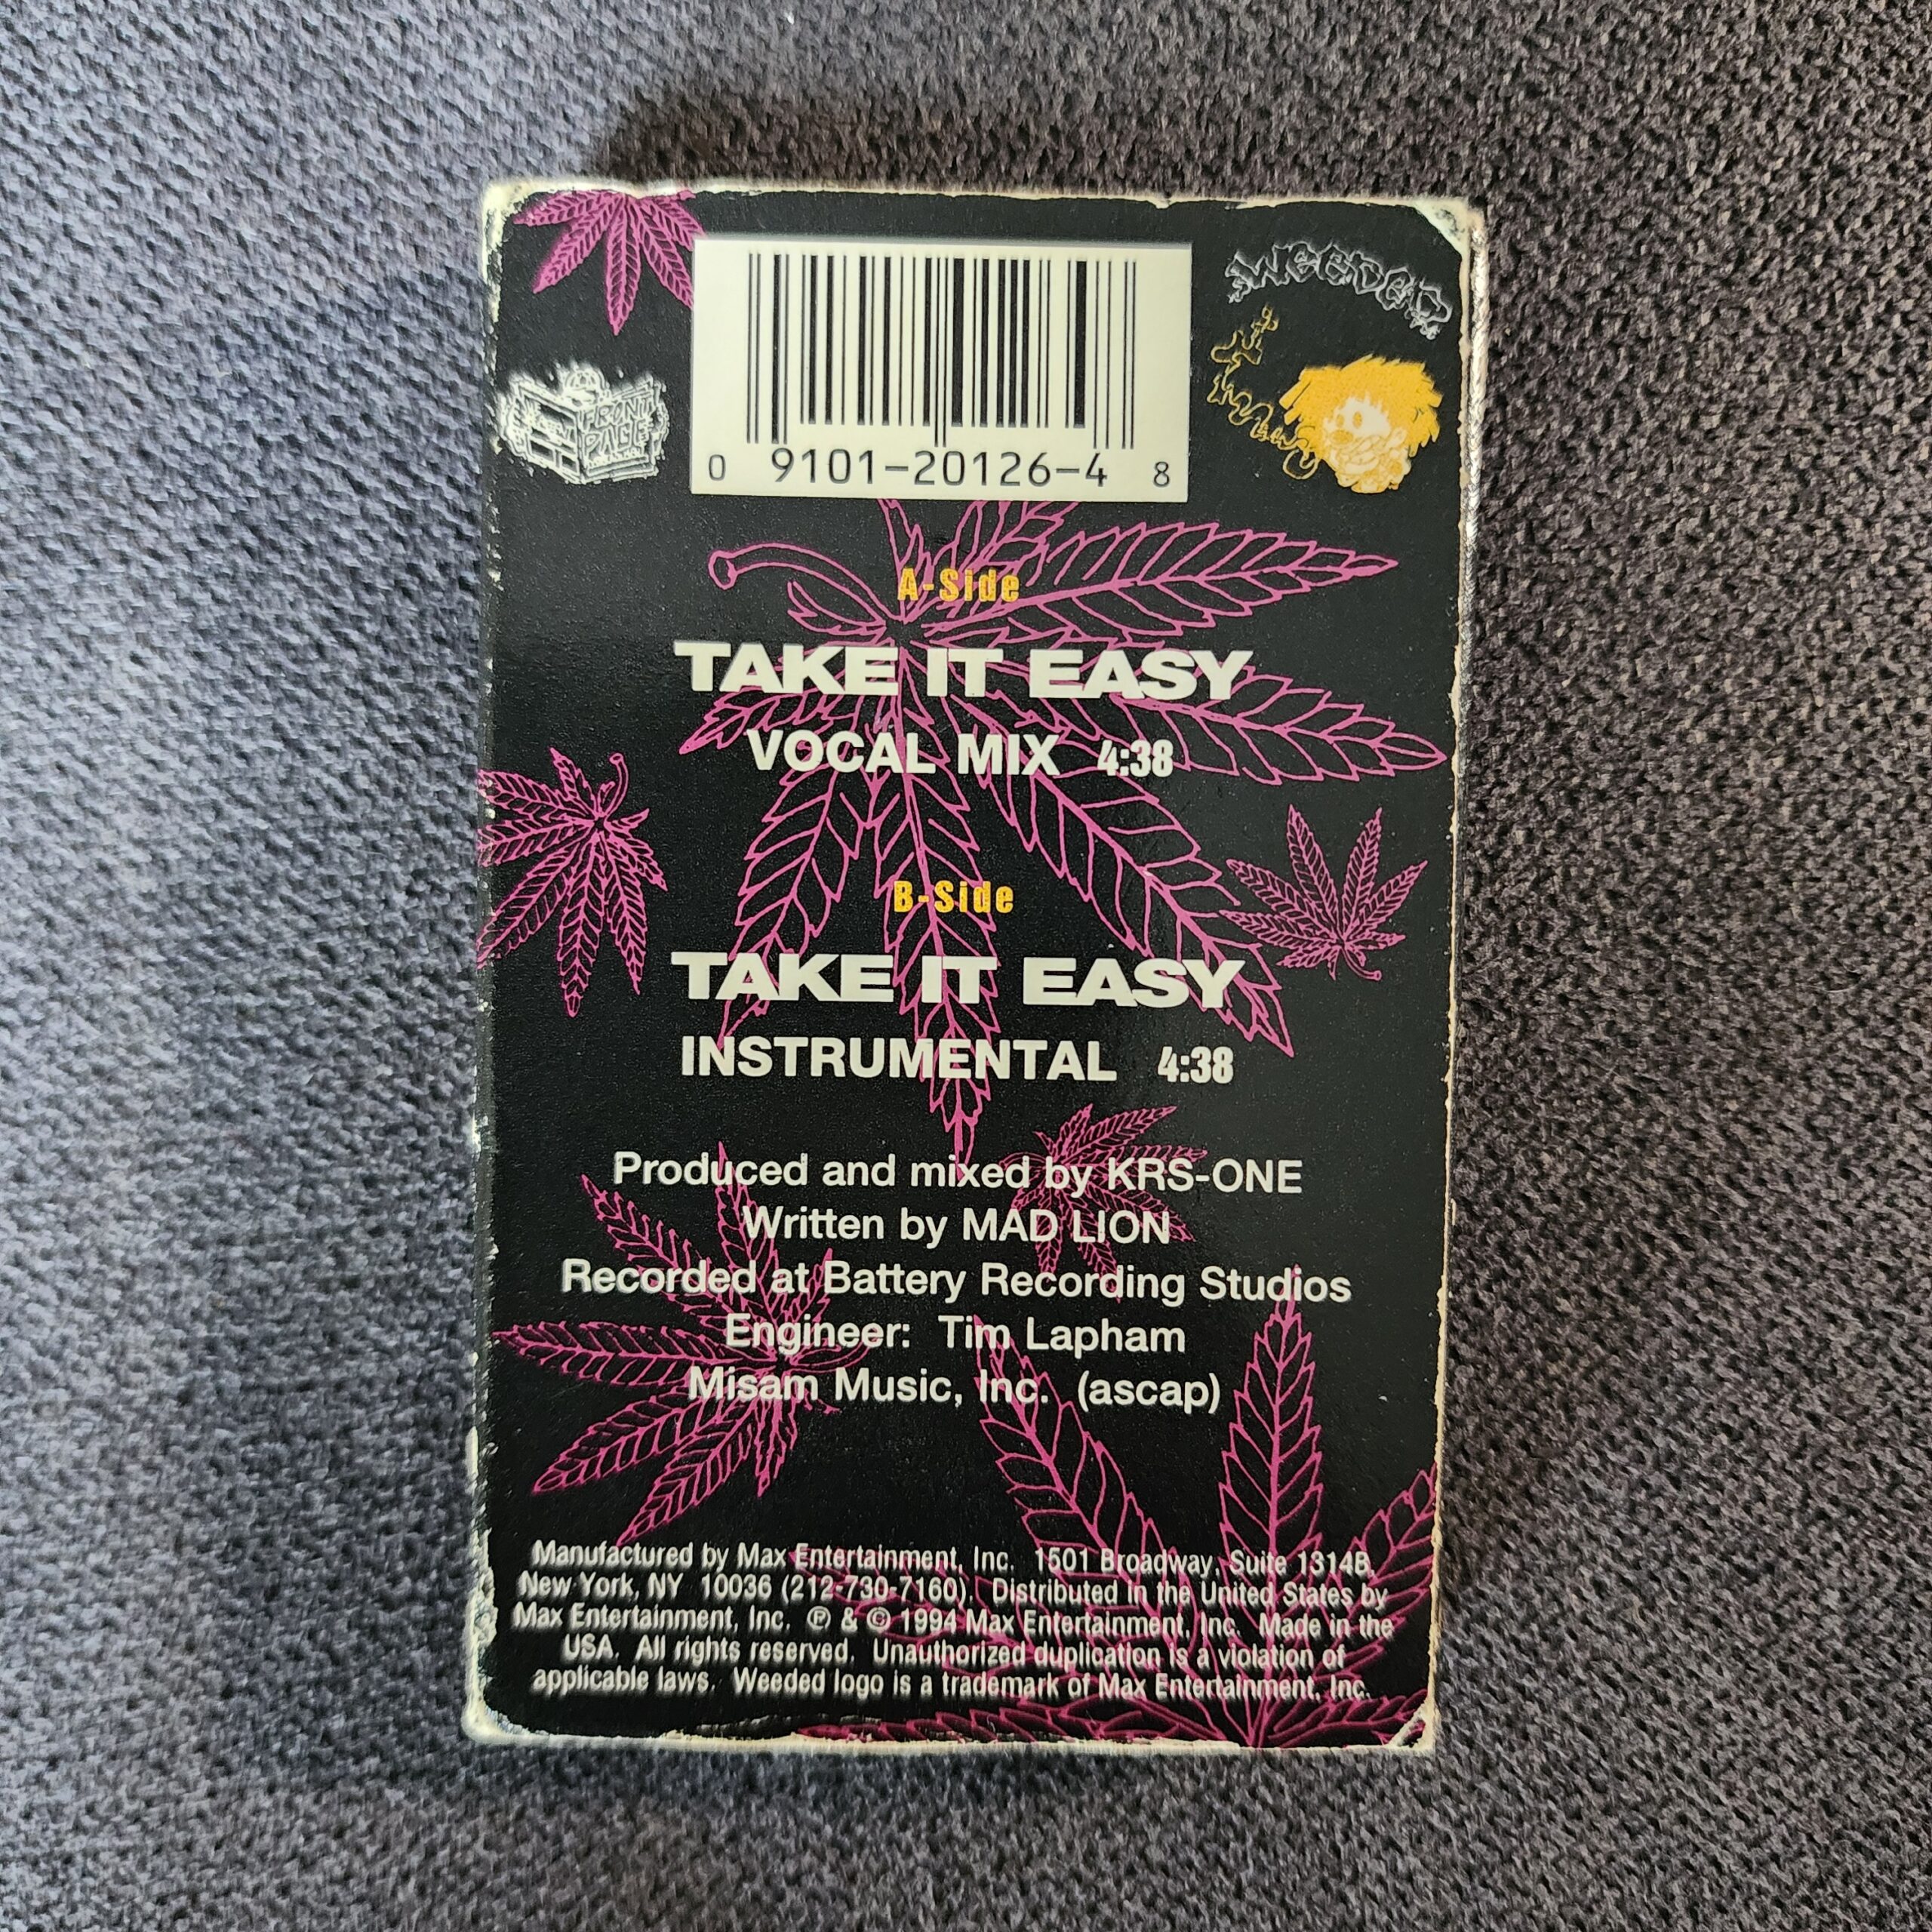 WEEDED
FRONT
PAGE
0 9101-20126-4 8
A-Side
TAKE IT EASY
VOCAL MIX 4:38
B-Side
TAKE IT EASY
INSTRUMENTAL 4:38
Produced and mixed by KRS-ONE
Written by MAD LION
Recorded at Battery Recording Studios
Engineer: Tim Lapham
Misam Music, Inc. (ascap)
Manufactured by Max Entertainment, Inc. 1501 Broadway, Suite 1314B,
New York, NY 10036 (212-730-7160). Distributed in the United States by
Max Entertainment, Inc. ℗ & © 1994 Max Entertainment, Inc. Made in the
USA. All rights reserved. Unauthorized duplication is a violation of
applicable laws. Weeded logo is a trademark of Max Entertainment, Inc.